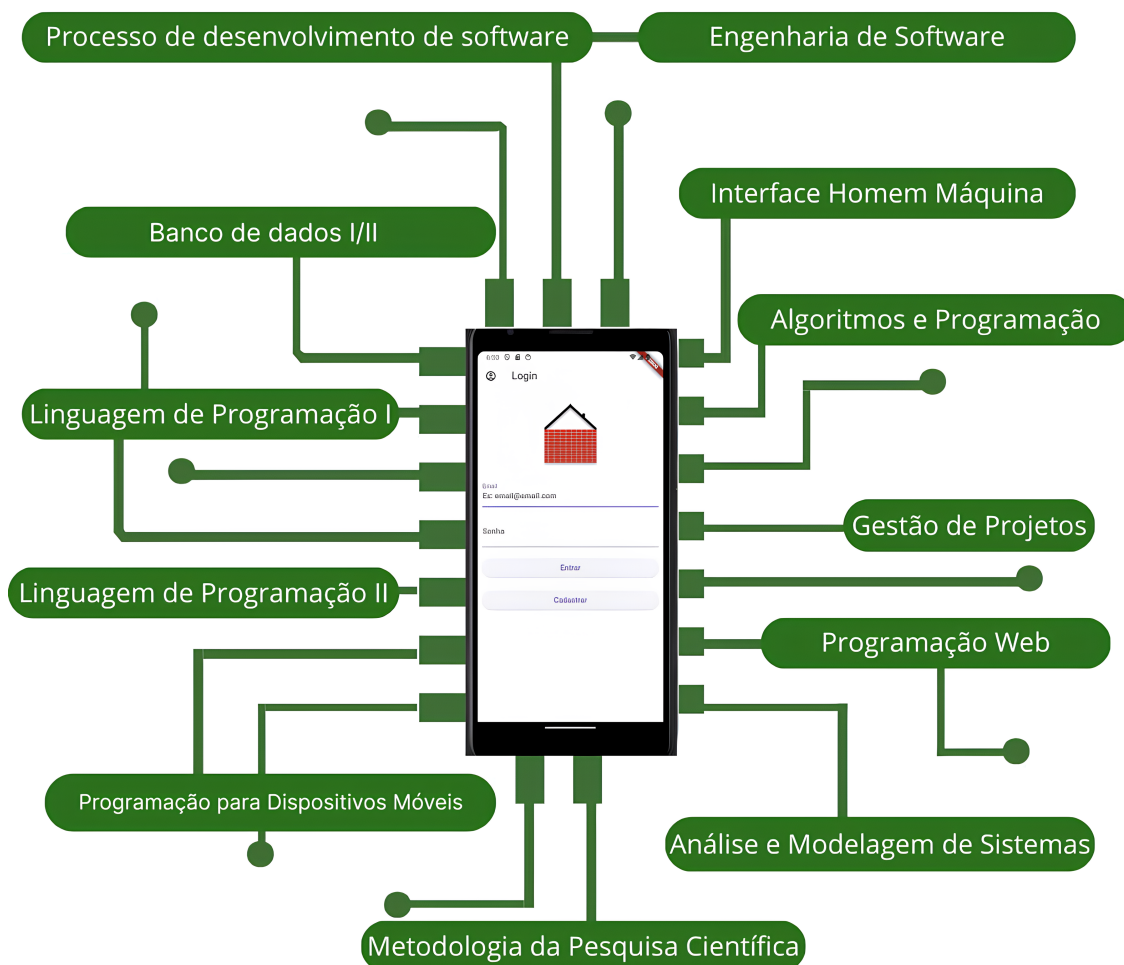 Processo de desenvolvimento de software
Engenharia de Software
Interface Homem Máquina
Banco de dados I/II
Algoritmos e Programação
Login
Linguagem de Programação I
Email
Ex: email@email.com
Gestão de Projetos
Senha
Entrar
Linguagem de Programação II
Cadastrar
Programação Web
Programação para Dispositivos Móveis
Análise e Modelagem de Sistemas
Metodologia da Pesquisa Científica